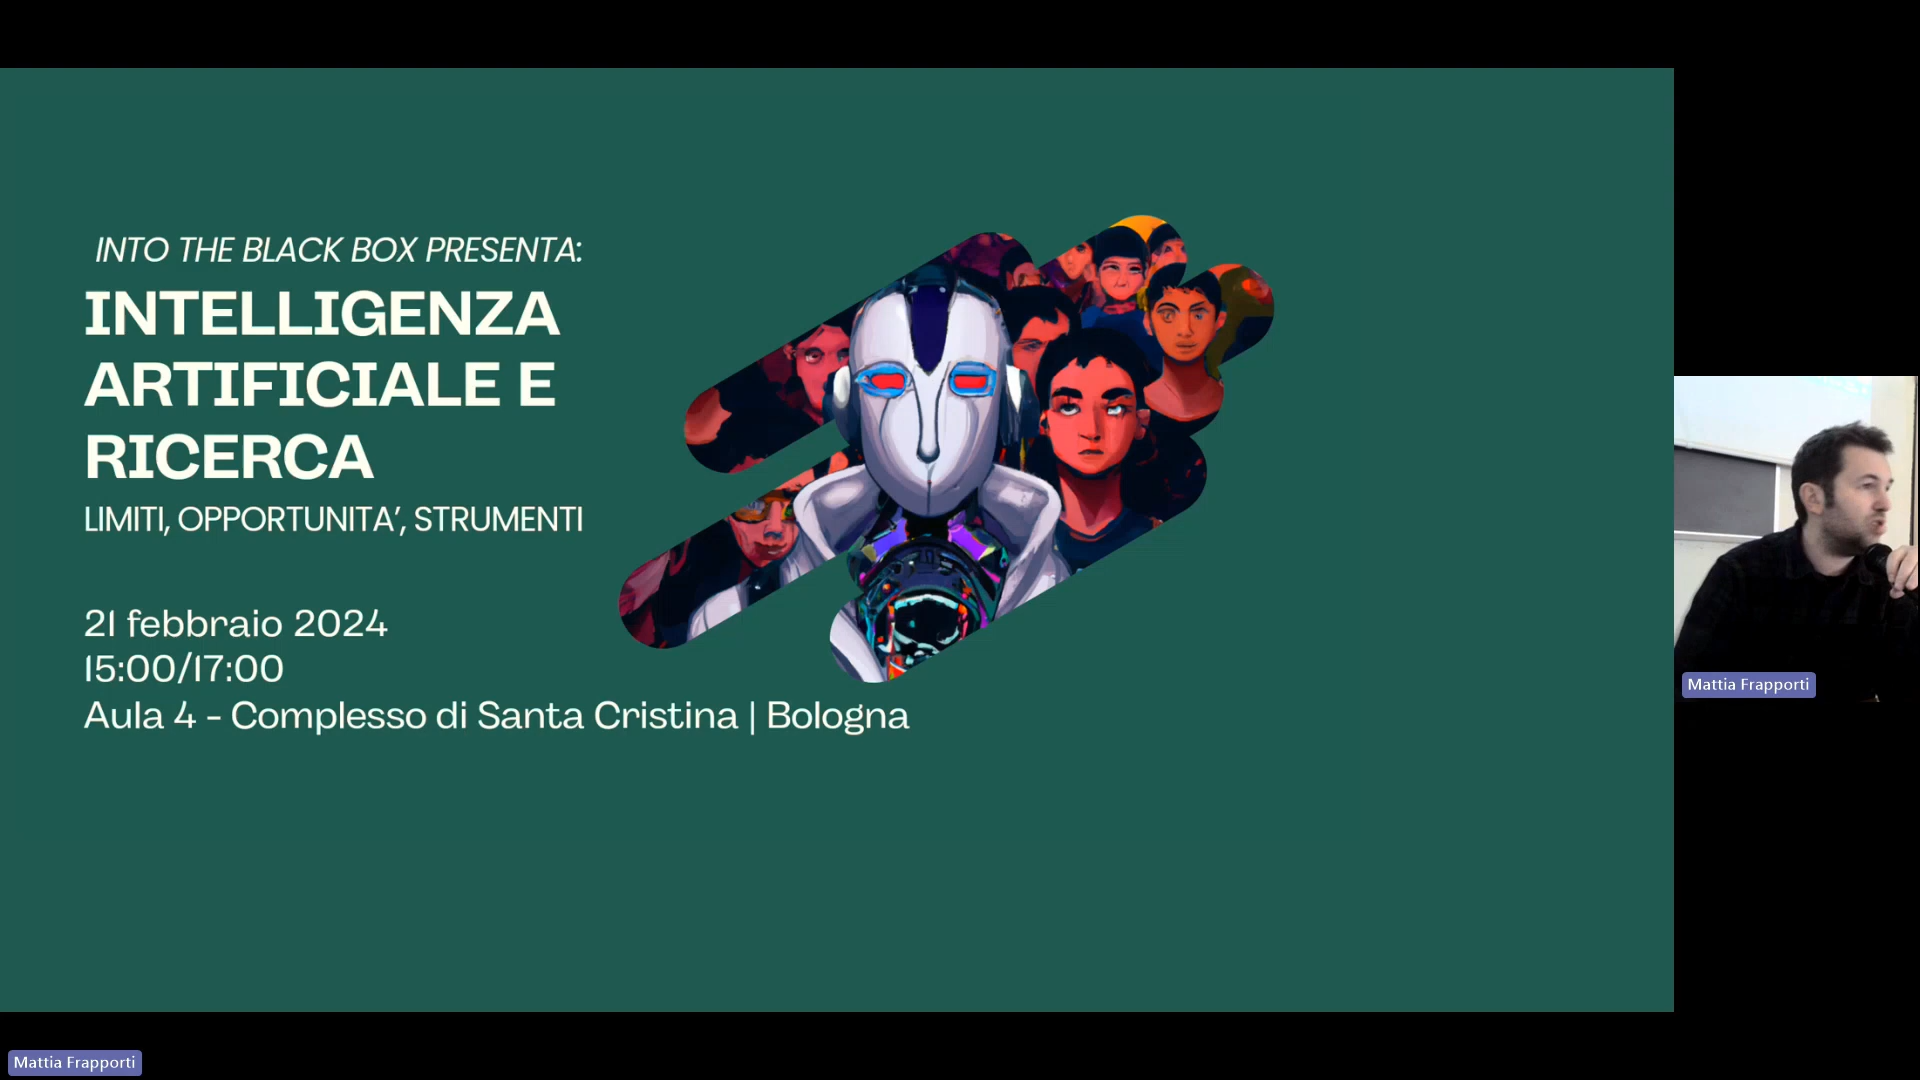 INTO THE BLACK BOX PRESENTA:
INTELLIGENZA
ARTIFICIALE E
RICERCA
LIMITI, OPPORTUNITA’, STRUMENTI
21 febbraio 2024
15:00/17:00
Aula 4 - Complesso di Santa Cristina | Bologna
Mattia Frapporti
Mattia Frapporti